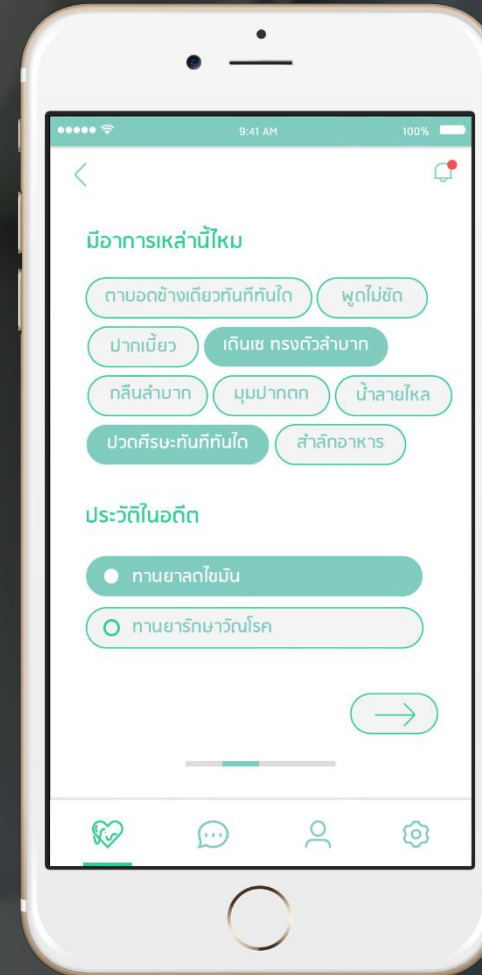 9:41 AM
100%
มีอาการเหล่านี้ไหม
ตาบอดข้างเดียวทันทีทันใด
พูดไม่ชัด
ปากเบี้ยว
เดินเซ ทรงตัวลำบาก
กลืนลำบาก
มุมปากตก
น้ำลายไหล
ปวดศีรษะทันทีทันใด
สำลักอาหาร
ประวัติในอดีต
ทานยาลดไขมัน
ทานยารักษาวัณโรค